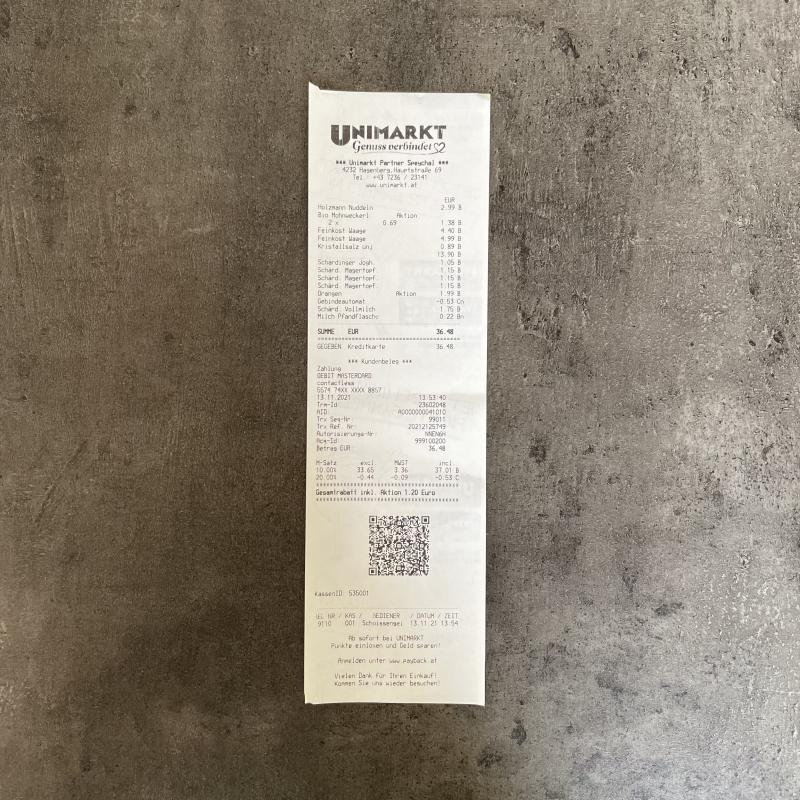 UNIMARKT
Genuss verbindet
*** Unimarkt Partner Speychal ***
4232 Hagenberg, Hauptstraße 69
Tel.: +43 7236 / 23141
www.unimarkt.at
EUR
Holzmann Nuddeln 2.99 B
Bio Mohnweckerl Aktion
2 x 0.69 1.38 B
Feinkost Waage 4.40 B
Feinkost Waage 4.99 B
Kristallsalz unj 0.89 B
13.90 B
Schärdinger Jogh. 1.05 B
Schärd. Magertopf. 1.15 B
Schärd. Magertopf. 1.15 B
Schärd. Magertopf. 1.15 B
Orangen Aktion 1.99 B
Gebindeautomat -0.53 Cn
Schärd. Vollmilch 1.75 B
Milch Pfandflasche 0.22 Bn
SUMME EUR 36.48
GEGEBEN Kreditkarte 36.48
*** Kundenbeleg ***
Zahlung
DEBIT MASTERCARD
contactless
5574 74XX XXXX 8857
13.11.2021 13:53:40
Trm-Id: 23602048
AID: A0000000041010
Trx Seq-Nr: 99011
Trx Ref. Nr: 20212125749
Autorisierungs-Nr: NNEN6H
Acq-Id: 999100200
Betrag EUR 36.48
M-Satz excl. MWST incl.
10.00% 33.65 3.36 37.01 B
20.00% -0.44 -0.09 -0.53 C
Gesamtrabatt inkl. Aktion 1.20 Euro
KassenID: 535001
BEL NR / KAS / BEDIENER / DATUM / ZEIT
9110 001 13.11.21 13:54
Ab sofort bei UNIMARKT
Punkte einlösen und Geld sparen!
Anmelden unter www.payback.at
Vielen Dank für Ihren Einkauf!
Kommen Sie uns wieder besuchen!